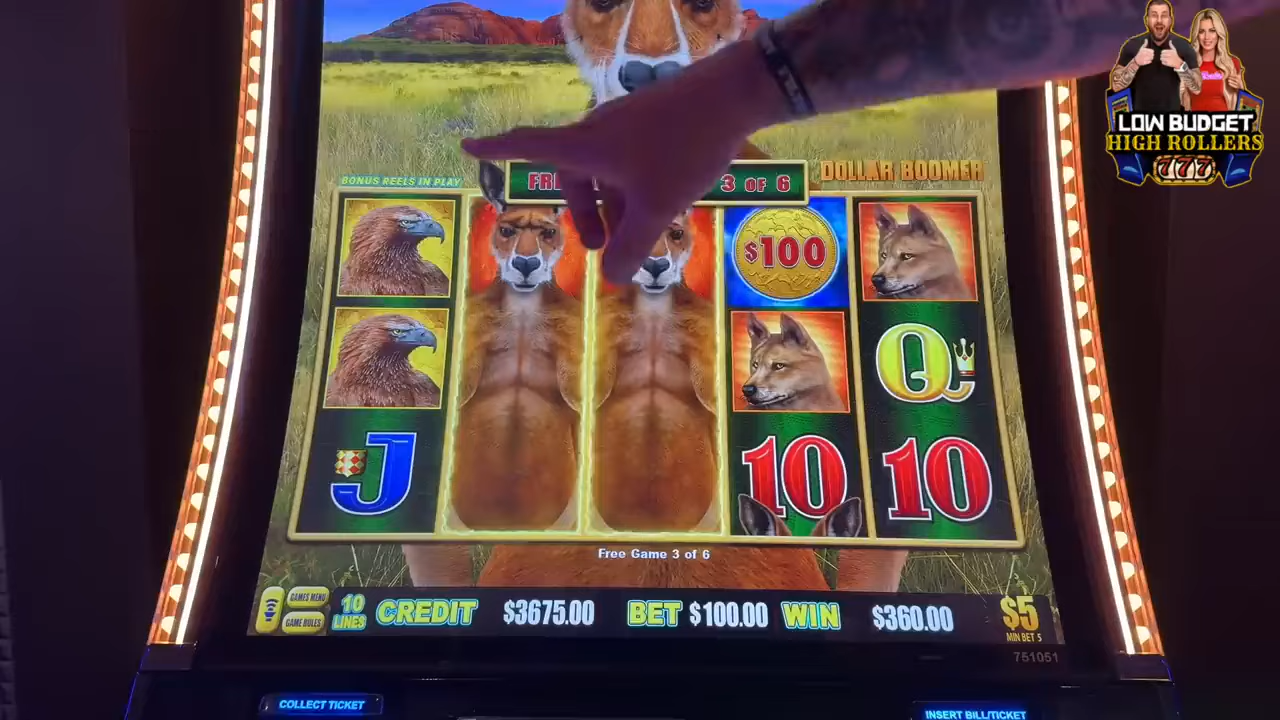 LOW BUDGET
HIGH ROLLERS
777
BONUS REELS IN PLAY
3 OF 6
DOLLAR BOOMER
$100
Q
J
10
10
Free Game 3 of 6
GAMES MENU
GAME RULES
10
LINES
CREDIT $3675.00 BET $100.00 WIN $360.00
$5
MIN BET 5
751051
COLLECT TICKET
INSERT BILL/TICKET